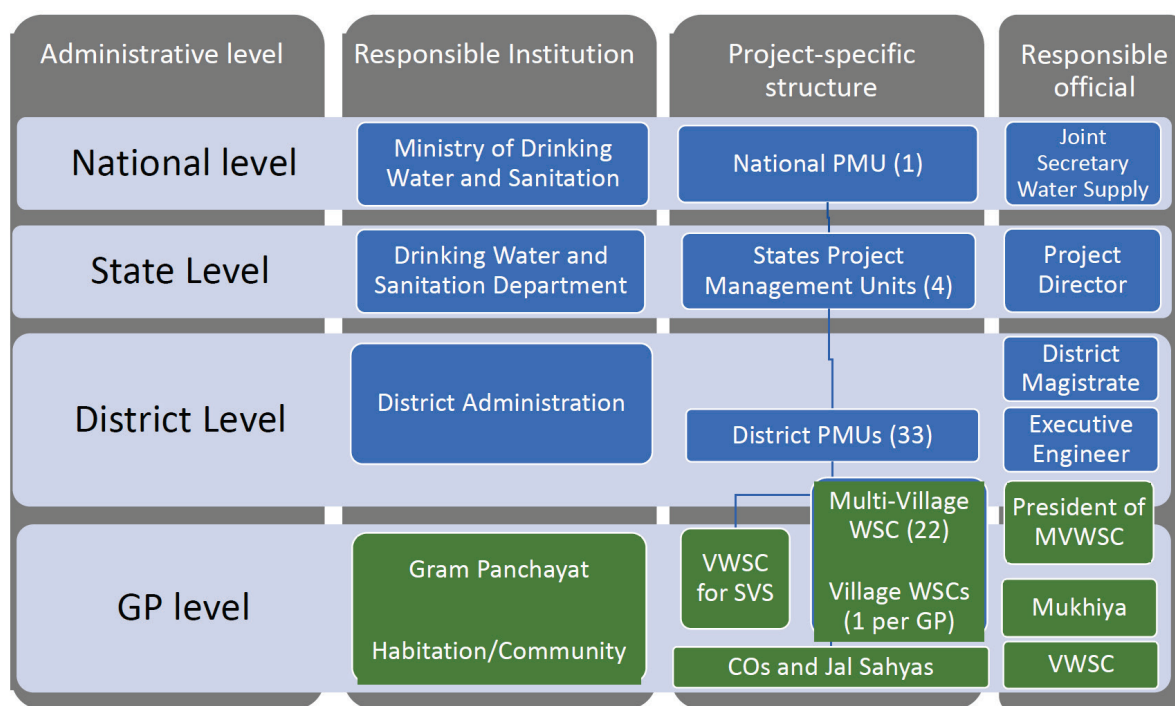 Administrative level
Responsible Institution
Project-specific
structure
Responsible
official
National level
Ministry of Drinking
Water and Sanitation
National PMU (1)
Joint
Secretary
Water Supply
State Level
Drinking Water and
Sanitation Department
States Project
Management Units (4)
Project
Director
District Level
District Administration
District PMUs (33)
District
Magistrate
Executive
Engineer
GP level
Gram Panchayat
Habitation/Community
VWSC
for SVS
Multi-Village
WSC (22)
Village WSCs
(1 per GP)
COs and Jal Sahyas
President of
MVWSC
Mukhiya
VWSC